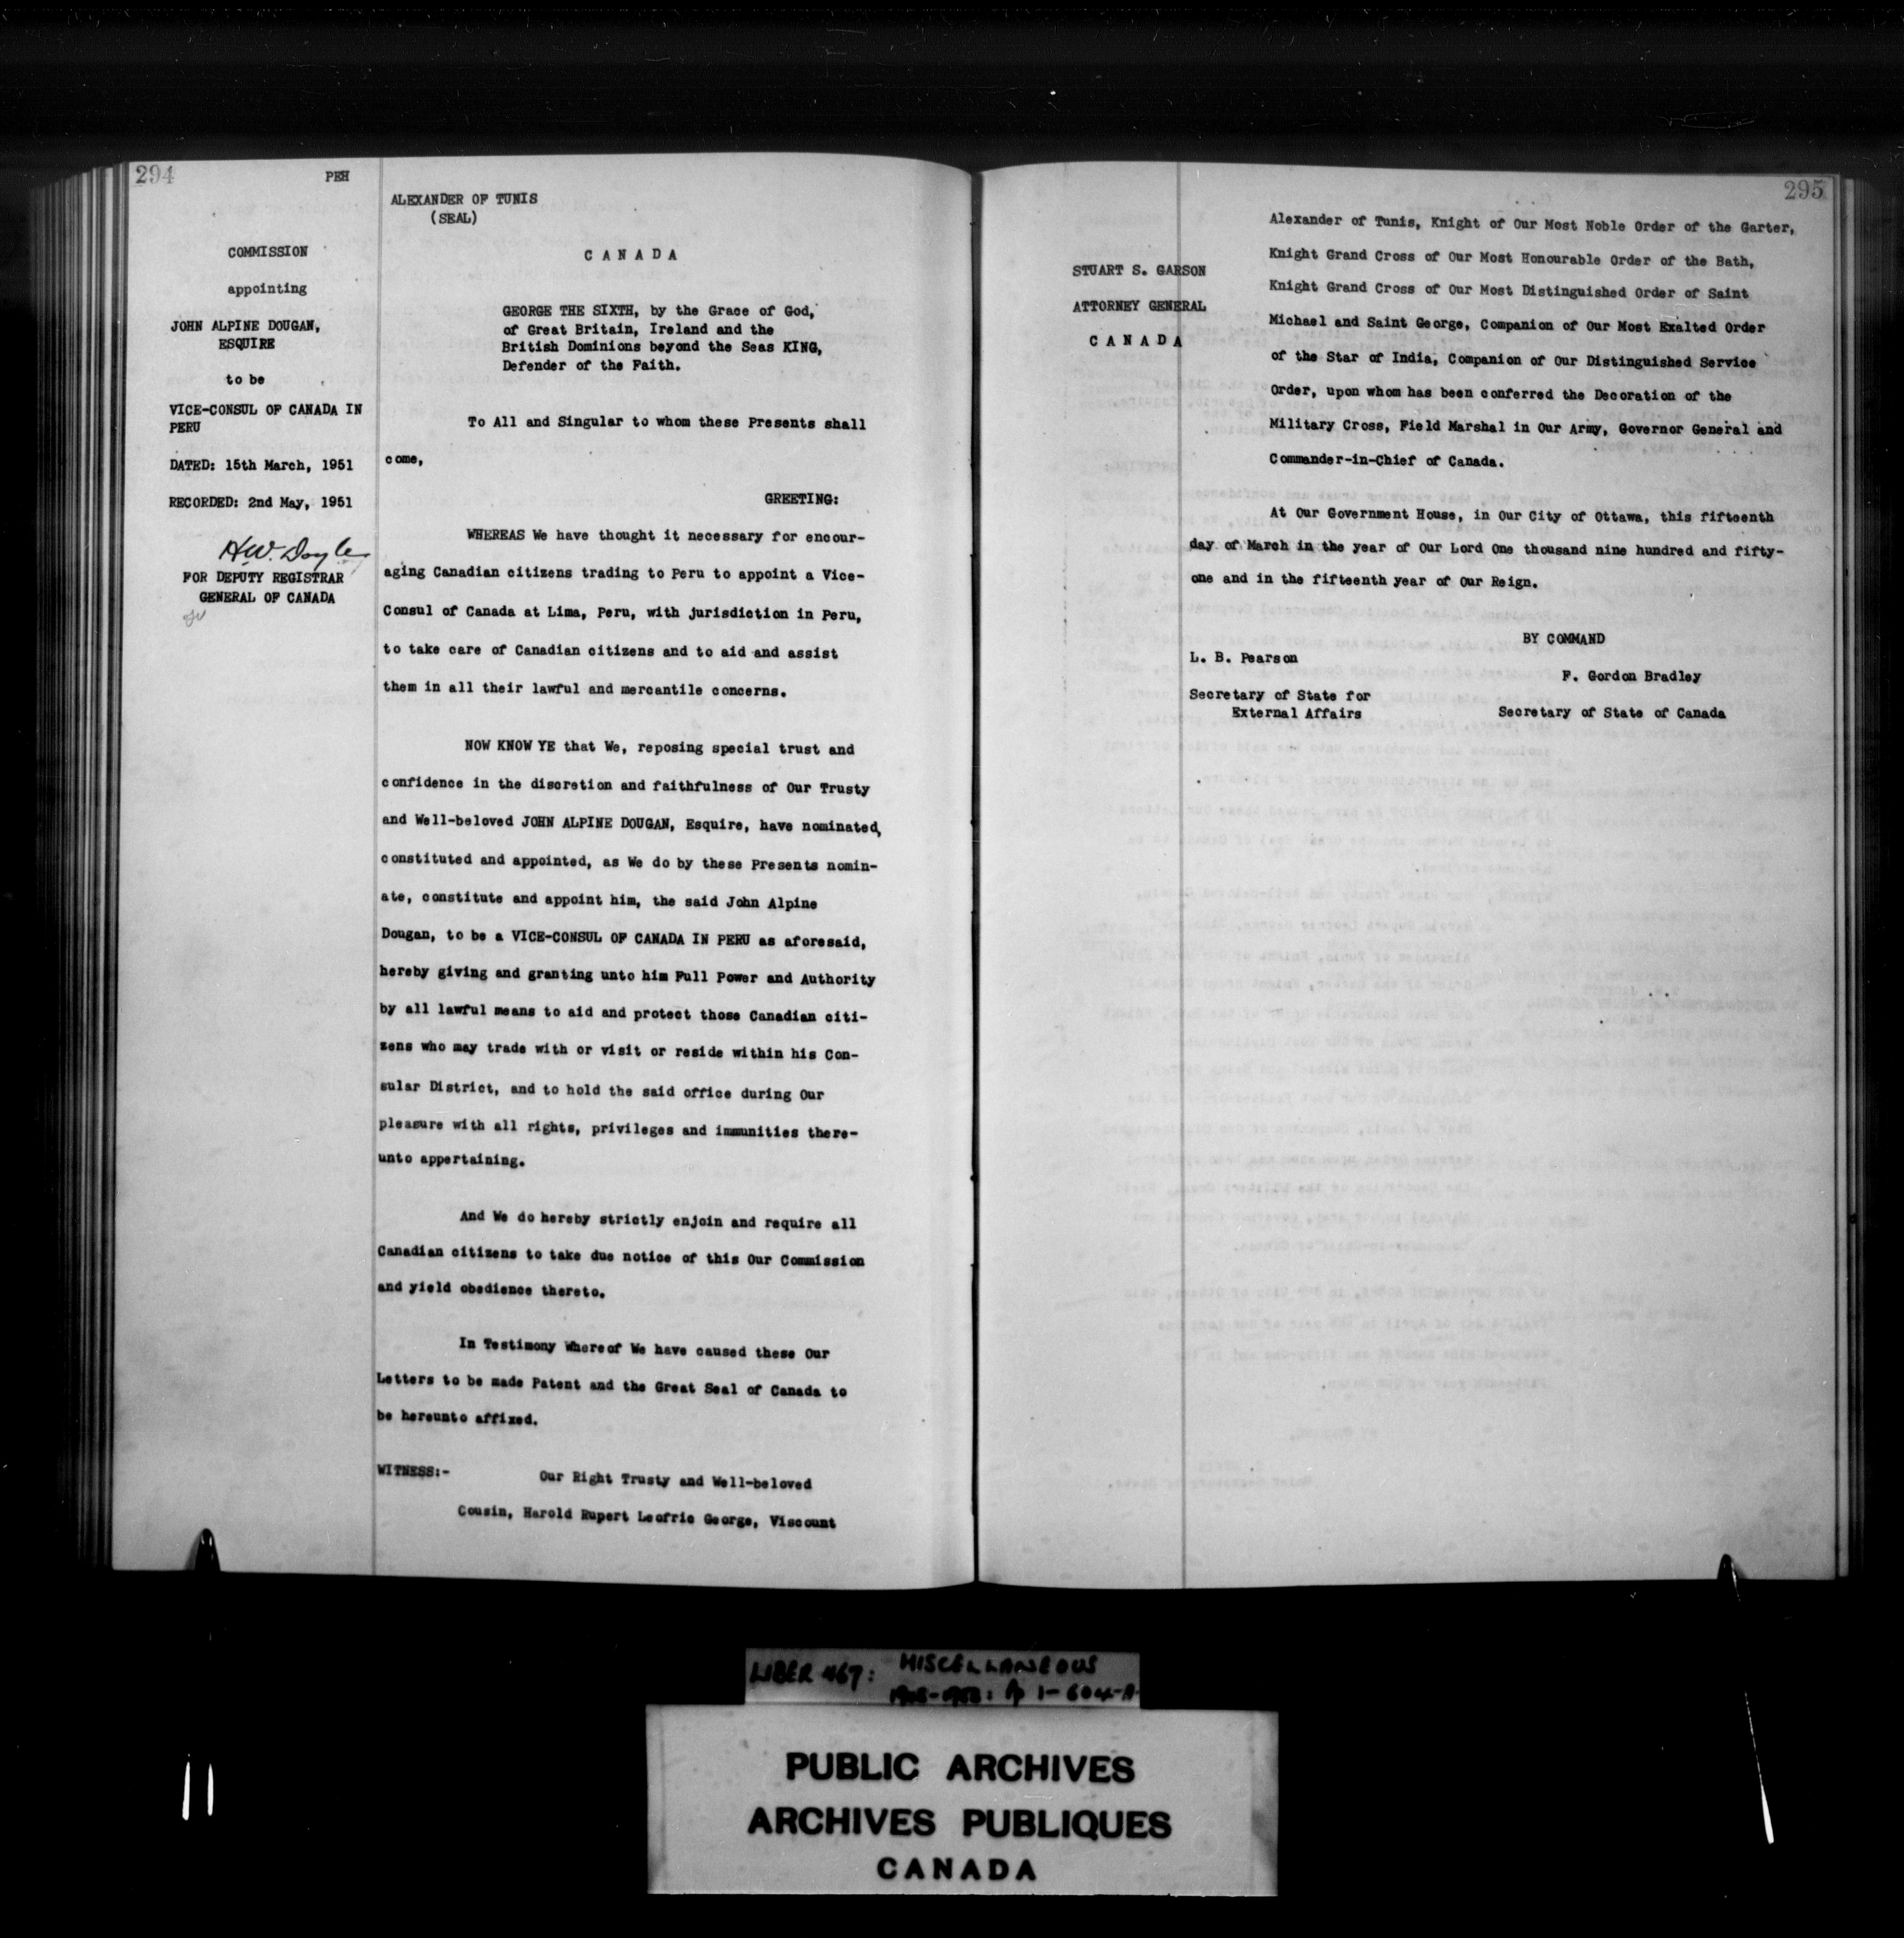 294
PEH
COMMISSION
appointing
JOHN ALPINE DOUGAN,
ESQUIRE
to be
VICE-CONSUL OF CANADA IN
PERU
DATED: 15th March, 1951
RECORDED: 2nd May, 1951
H.W. Doyle
FOR DEPUTY REGISTRAR
GENERAL OF CANADA
ALEXANDER OF TUNIS
(SEAL)
C A N A D A
GEORGE THE SIXTH, by the Grace of God,
of Great Britain, Ireland and the
British Dominions beyond the Seas KING,
Defender of the Faith.
To All and Singular to whom these Presents shall
come,
GREETING:
WHEREAS We have thought it necessary for encour-
aging Canadian citizens trading to Peru to appoint a Vice-
Consul of Canada at Lima, Peru, with jurisdiction in Peru,
to take care of Canadian citizens and to aid and assist
them in all their lawful and mercantile concerns.
NOW KNOW YE that We, reposing special trust and
confidence in the discretion and faithfulness of Our Trusty
and Well-beloved JOHN ALPINE DOUGAN, Esquire, have nominated,
constituted and appointed, as We do by these Presents nomin-
ate, constitute and appoint him, the said John Alpine
Dougan, to be a VICE-CONSUL OF CANADA IN PERU as aforesaid,
hereby giving and granting unto him Full Power and Authority
by all lawful means to aid and protect those Canadian citi-
zens who may trade with or visit or reside within his Con-
sular District, and to hold the said office during Our
pleasure with all rights, privileges and immunities there-
unto appertaining.
And We do hereby strictly enjoin and require all
Canadian citizens to take due notice of this Our Commission
and yield obedience thereto.
In Testimony Whereof We have caused these Our
Letters to be made Patent and the Great Seal of Canada to
be hereunto affixed.
WITNESS:- Our Right Trusty and Well-beloved
Cousin, Harold Rupert Leofric George, Viscount
295
STUART S. GARSON
ATTORNEY GENERAL
C A N A D A
Alexander of Tunis, Knight of Our Most Noble Order of the Garter,
Knight Grand Cross of Our Most Honourable Order of the Bath,
Knight Grand Cross of Our Most Distinguished Order of Saint
Michael and Saint George, Companion of Our Most Exalted Order
of the Star of India, Companion of Our Distinguished Service
Order, upon whom has been conferred the Decoration of the
Military Cross, Field Marshal in Our Army, Governor General and
Commander-in-Chief of Canada.
At Our Government House, in Our City of Ottawa, this fifteenth
day of March in the year of Our Lord One thousand nine hundred and fifty-
one and in the fifteenth year of Our Reign.
BY COMMAND
L. B. Pearson
F. Gordon Bradley
Secretary of State for
External Affairs
Secretary of State of Canada
LIBER 467: MISCELLANEOUS
1-604-A
PUBLIC ARCHIVES
ARCHIVES PUBLIQUES
CANADA